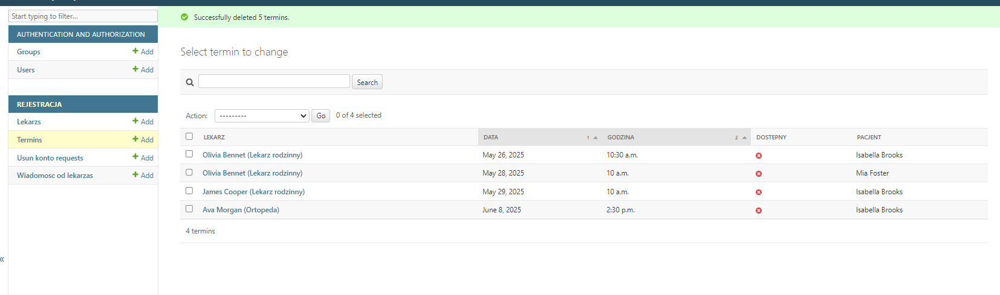 Start typing to filter...
AUTHENTICATION AND AUTHORIZATION
Groups + Add
Users + Add
REJESTRACJA
Lekarzs + Add
Termins + Add
Usun konto requests + Add
Wiadomosc od lekarzas + Add
«
Successfully deleted 5 termins.
Select termin to change
Search
Action: --------- Go 0 of 4 selected
LEKARZ DATA 1 GODZINA 2 DOSTEPNY PACJENT
Olivia Bennet (Lekarz rodzinny) May 26, 2025 10:30 a.m. Isabella Brooks
Olivia Bennet (Lekarz rodzinny) May 28, 2025 10 a.m. Mia Foster
James Cooper (Lekarz rodzinny) May 29, 2025 10 a.m. Isabella Brooks
Ava Morgan (Ortopeda) June 8, 2025 2:30 p.m. Isabella Brooks
4 termins